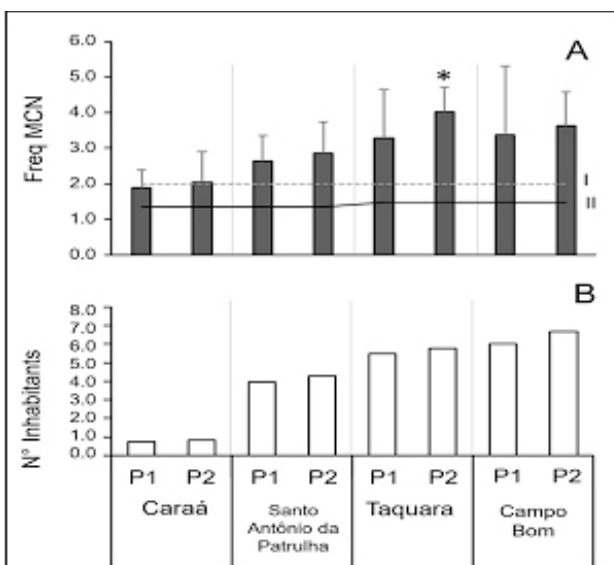 A
Freq MCN
6.0
5.0
4.0
3.0
2.0
1.0
0.0
*
I
II
B
N° Inhabitants
8.0
7.0
6.0
5.0
4.0
3.0
2.0
1.0
0.0
P1 P2 P1 P2 P1 P2 P1 P2
Caraá
Santo
Antônio da
Patrulha
Taquara
Campo
Bom